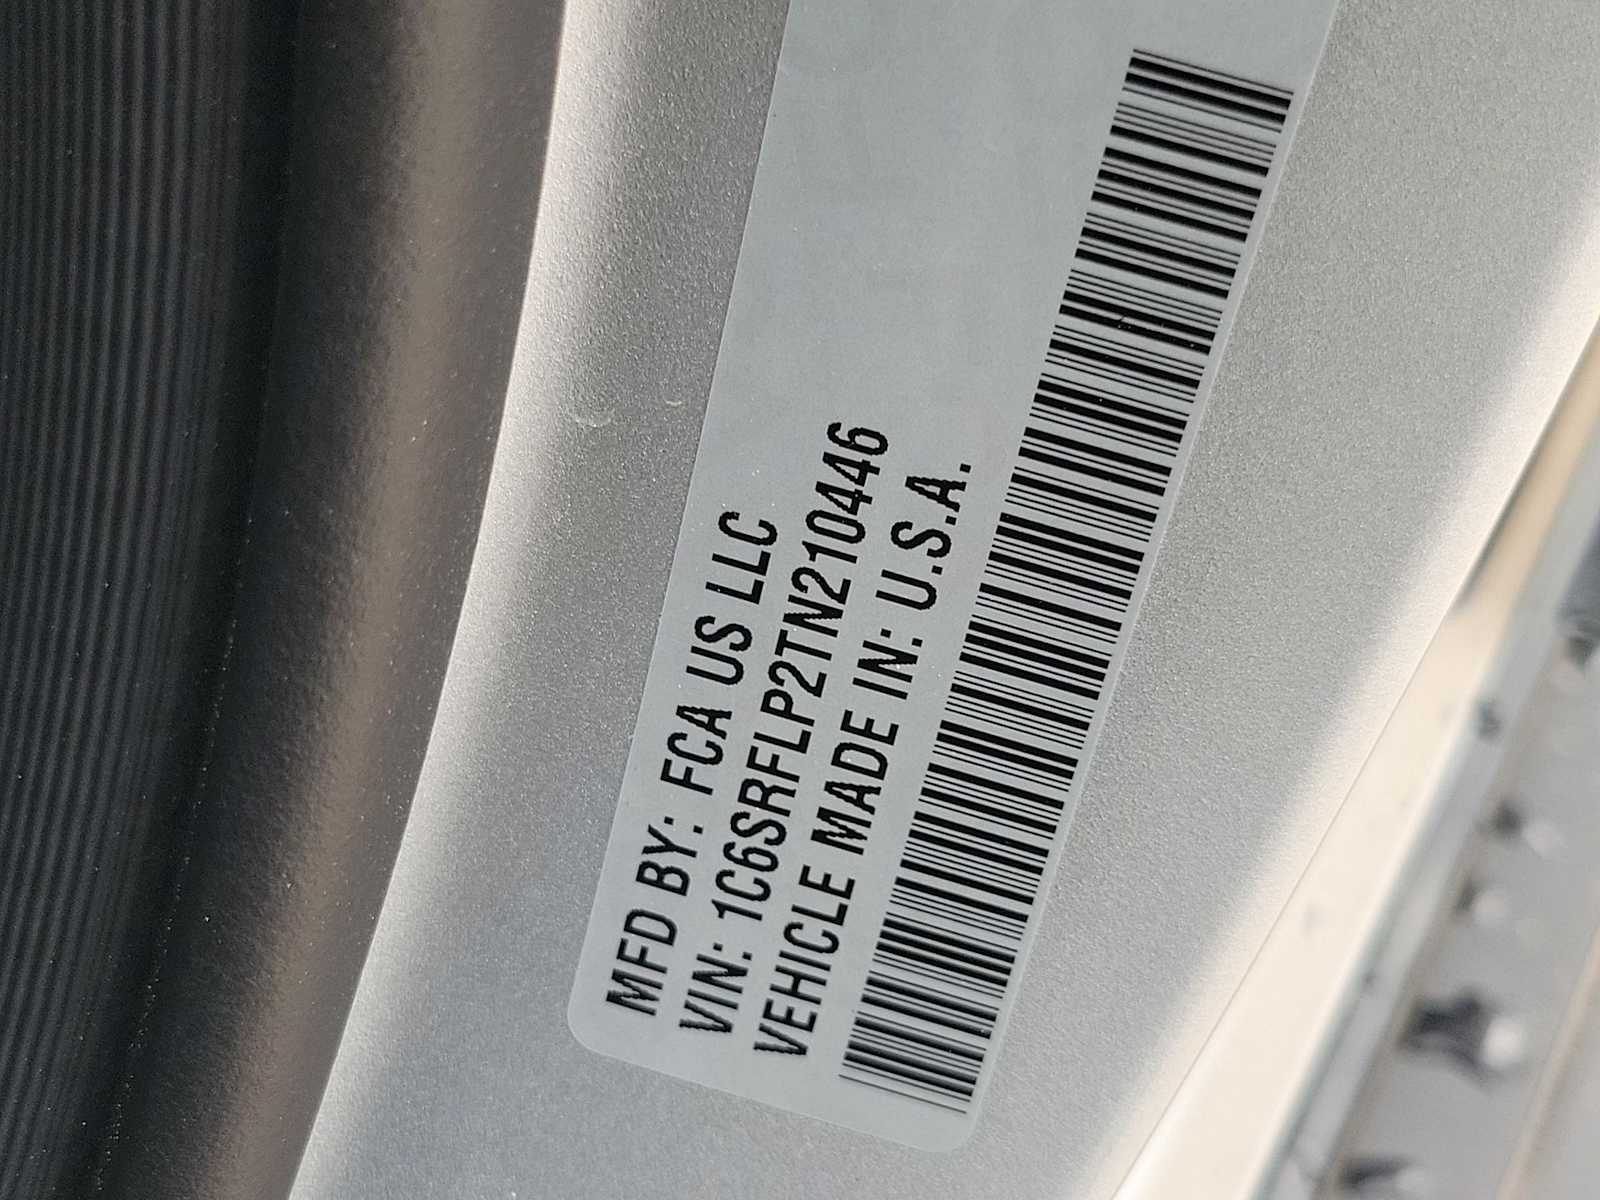 MFD BY: FCA US LLC
VIN: 1C6SRFLP2TN210446
VEHICLE MADE IN: U.S.A.